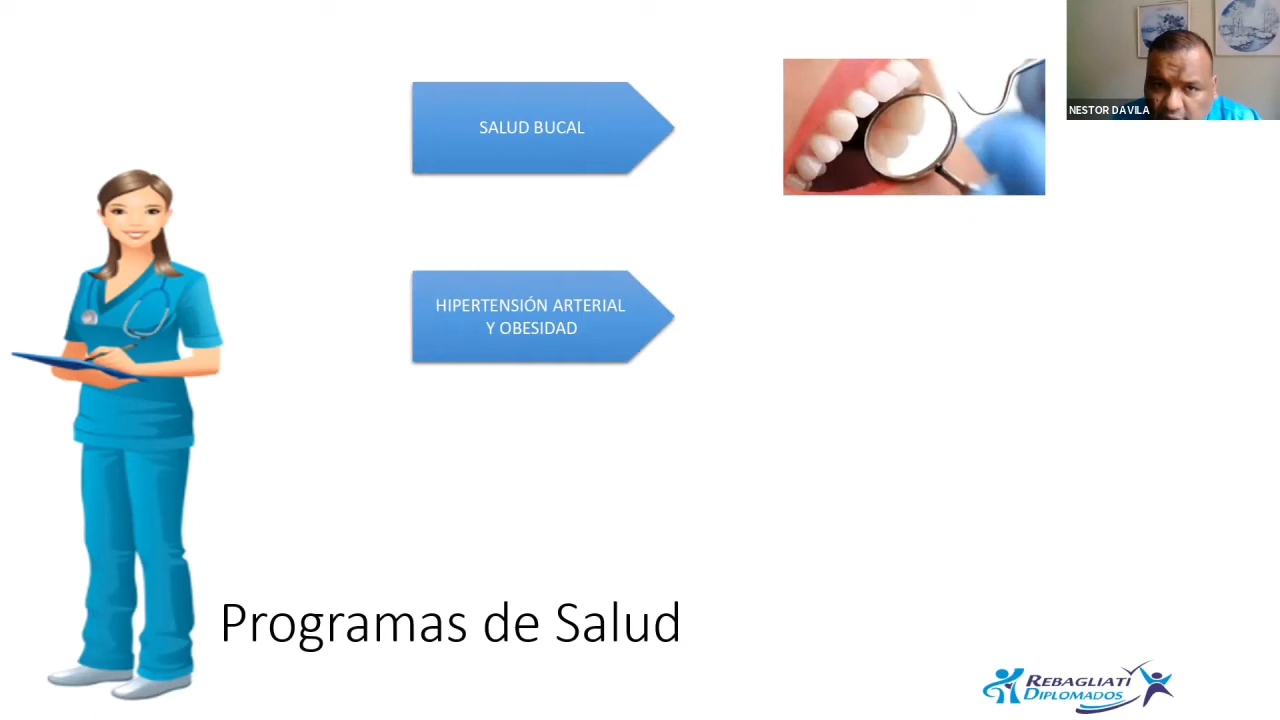 SALUD BUCAL
NESTOR DAVILA
HIPERTENSIÓN ARTERIAL
Y OBESIDAD
Programas de Salud
REBAGLIATI
DIPLOMADOS